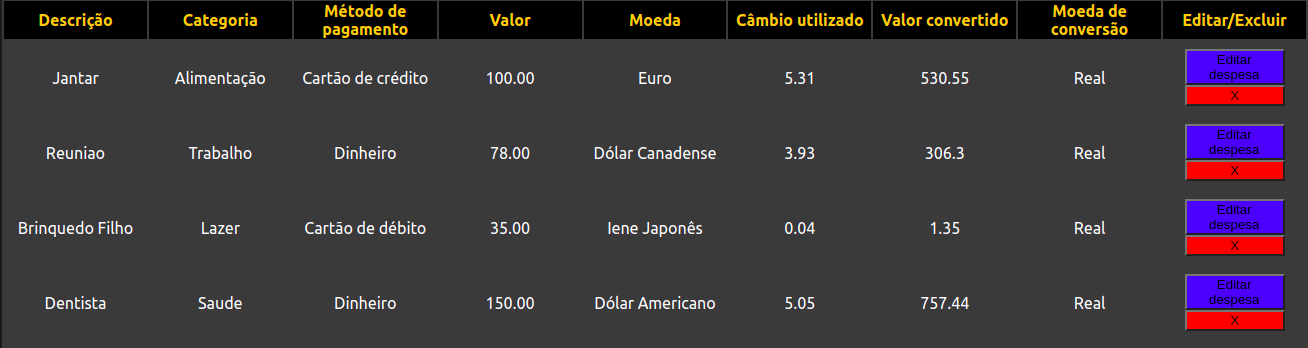 Descrição Categoria Método de pagamento Valor Moeda Câmbio utilizado Valor convertido Moeda de conversão Editar/Excluir
Jantar Alimentação Cartão de crédito 100.00 Euro 5.31 530.55 Real Editar despesa
X
Reuniao Trabalho Dinheiro 78.00 Dólar Canadense 3.93 306.3 Real Editar despesa
X
Brinquedo Filho Lazer Cartão de débito 35.00 Iene Japonês 0.04 1.35 Real Editar despesa
X
Dentista Saude Dinheiro 150.00 Dólar Americano 5.05 757.44 Real Editar despesa
X